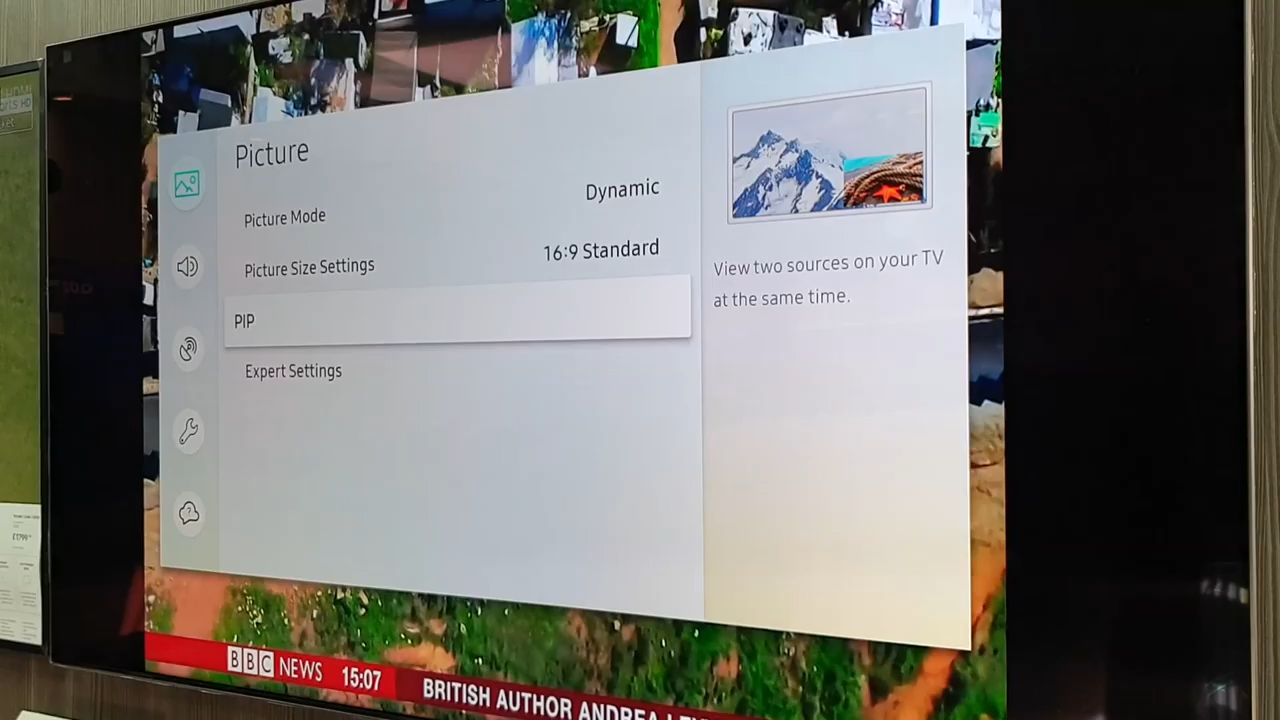 Picture
Picture Mode
Dynamic
Picture Size Settings
16:9 Standard
PIP
Expert Settings
View two sources on your TV
at the same time.
BBC NEWS 15:07 BRITISH AUTHOR ANDREA